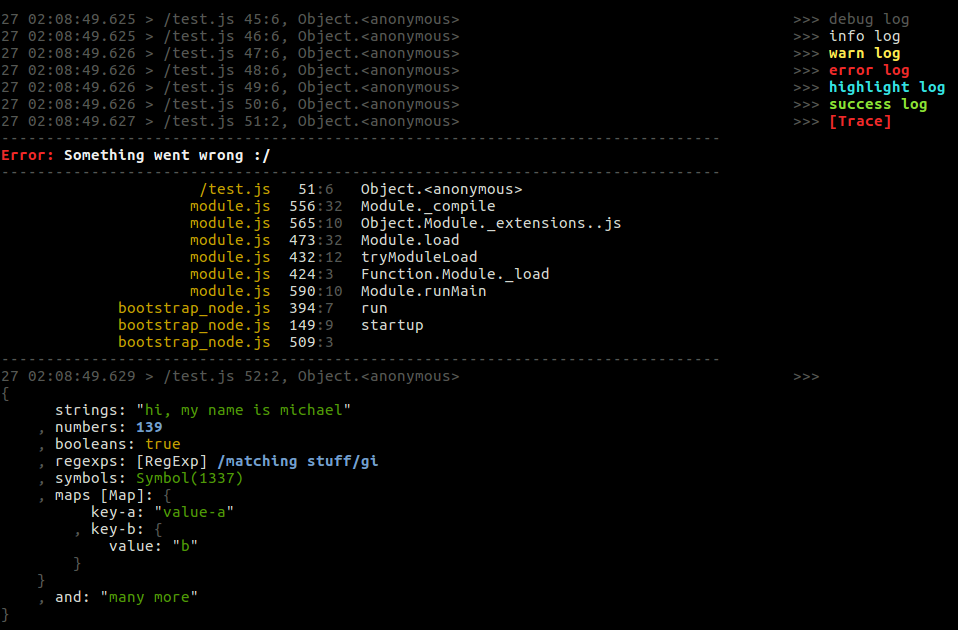 27 02:08:49.625 > /test.js 45:6, Object.<anonymous> >>> debug log
27 02:08:49.625 > /test.js 46:6, Object.<anonymous> >>> info log
27 02:08:49.626 > /test.js 47:6, Object.<anonymous> >>> warn log
27 02:08:49.626 > /test.js 48:6, Object.<anonymous> >>> error log
27 02:08:49.626 > /test.js 49:6, Object.<anonymous> >>> highlight log
27 02:08:49.626 > /test.js 50:6, Object.<anonymous> >>> success log
27 02:08:49.627 > /test.js 51:2, Object.<anonymous> >>> [Trace]
--------------------------------------------------------------------------------
Error: Something went wrong :/
--------------------------------------------------------------------------------
/test.js 51:6 Object.<anonymous>
module.js 556:32 Module._compile
module.js 565:10 Object.Module._extensions..js
module.js 473:32 Module.load
module.js 432:12 tryModuleLoad
module.js 424:3 Function.Module._load
module.js 590:10 Module.runMain
bootstrap_node.js 394:7 run
bootstrap_node.js 149:9 startup
bootstrap_node.js 509:3
--------------------------------------------------------------------------------
27 02:08:49.629 > /test.js 52:2, Object.<anonymous> >>>
{
strings: "hi, my name is michael"
, numbers: 139
, booleans: true
, regexps: [RegExp] /matching stuff/gi
, symbols: Symbol(1337)
, maps [Map]: {
key-a: "value-a"
, key-b: {
value: "b"
}
}
, and: "many more"
}